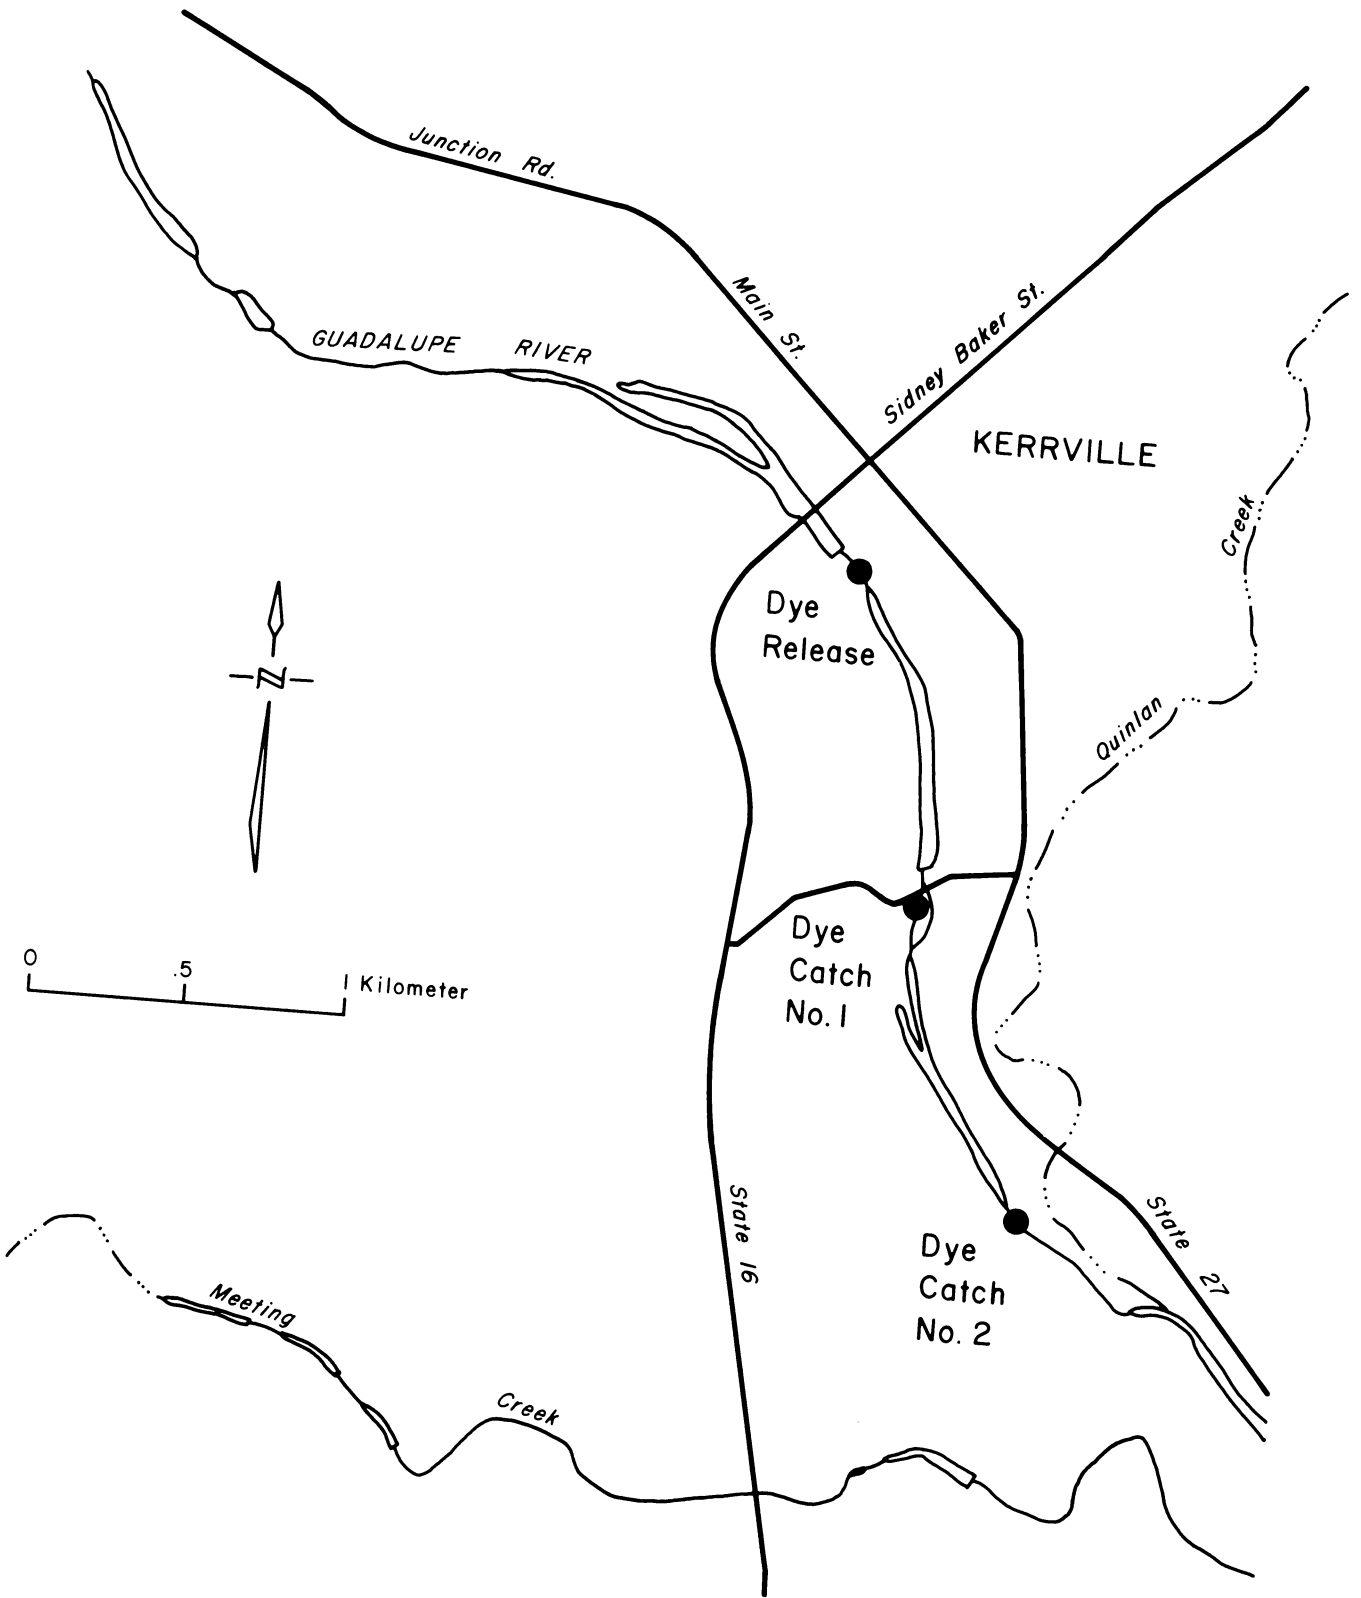 Junction Rd.
Main St.
Sidney Baker St.
GUADALUPE RIVER
KERRVILLE
Creek
Quinlan
Dye
Release
N
0 .5 1 Kilometer
Dye
Catch
No. 1
State 16
State 27
Dye
Catch
No. 2
Meeting
Creek